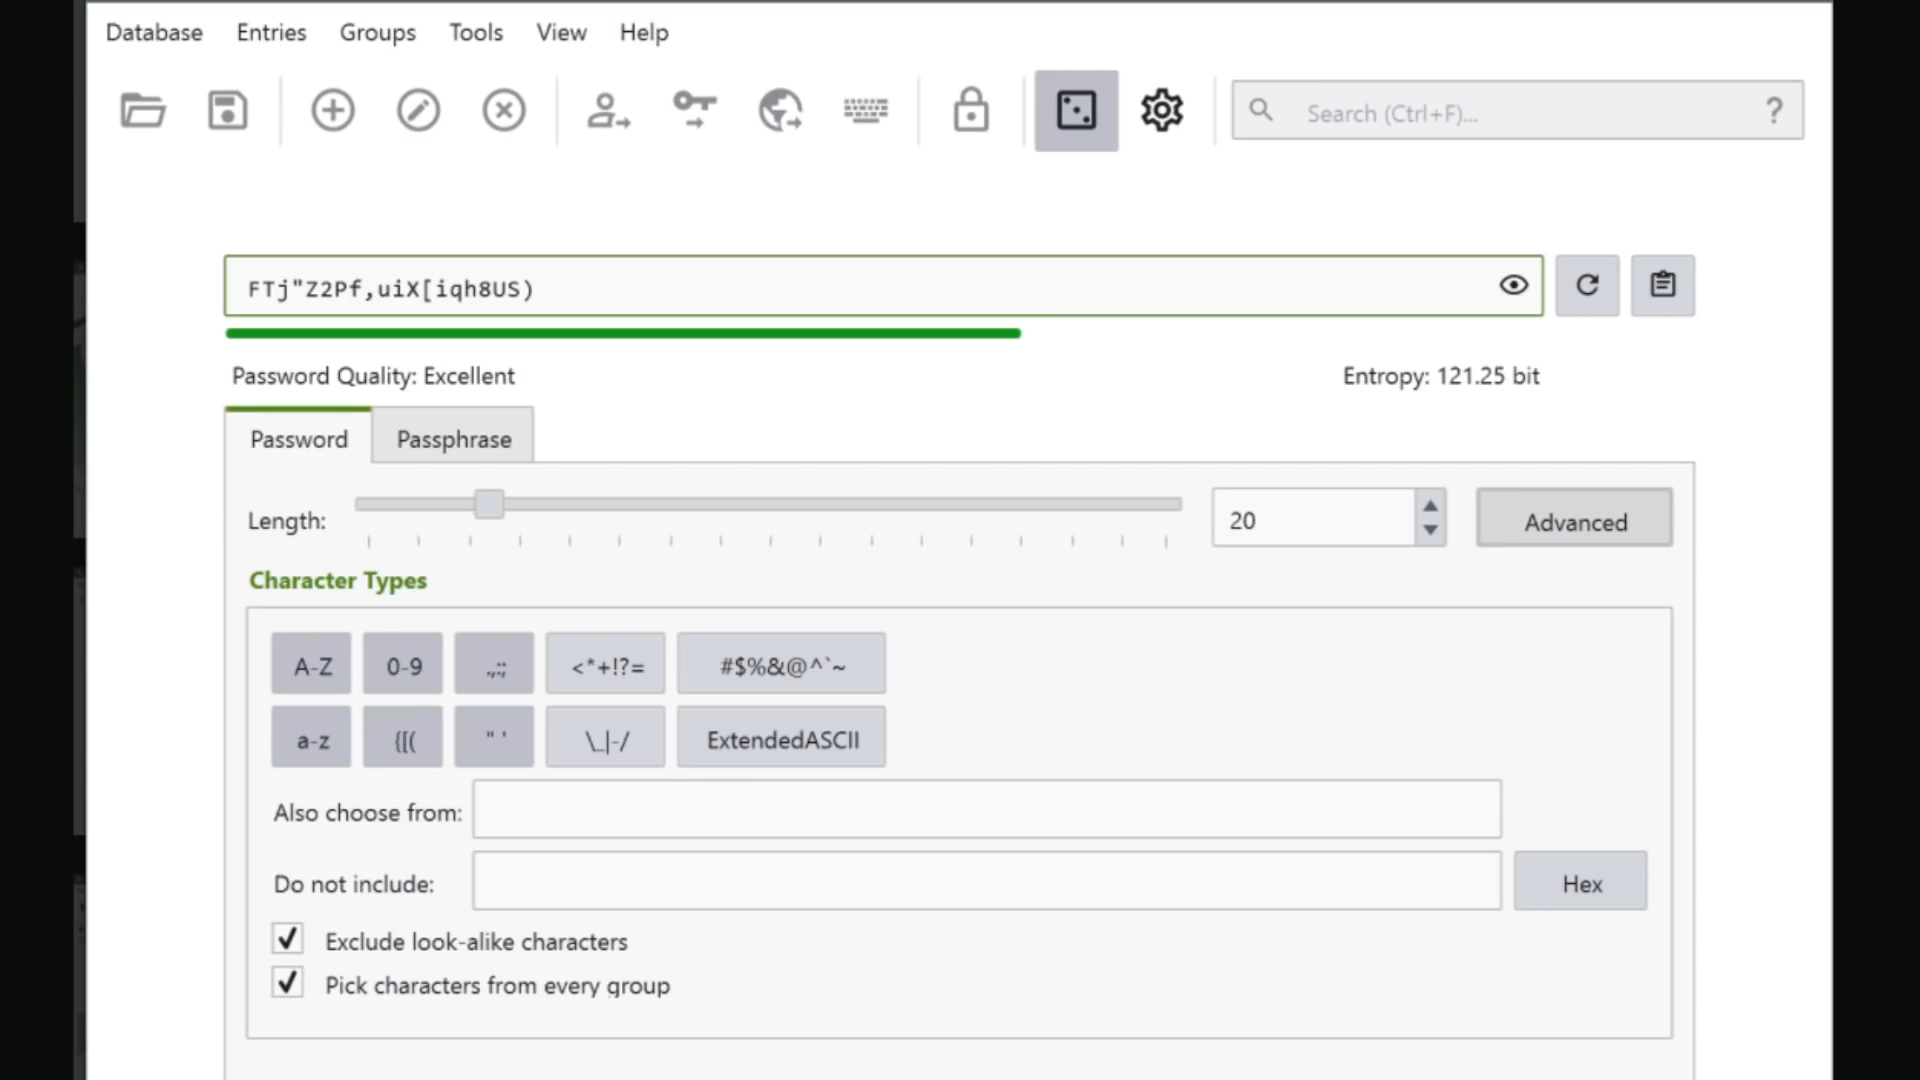 Database Entries Groups Tools View Help
Search (Ctrl+F)... ?
FTj"Z2Pf,uiX[iqh8US)
Password Quality: Excellent Entropy: 121.25 bit
Password Passphrase
Length: 20 Advanced
Character Types
A-Z 0-9 .,:; <*+!?= #$%&@^`~
a-z {[( " ' \_|-/ ExtendedASCII
Also choose from:
Do not include: Hex
Exclude look-alike characters
Pick characters from every group